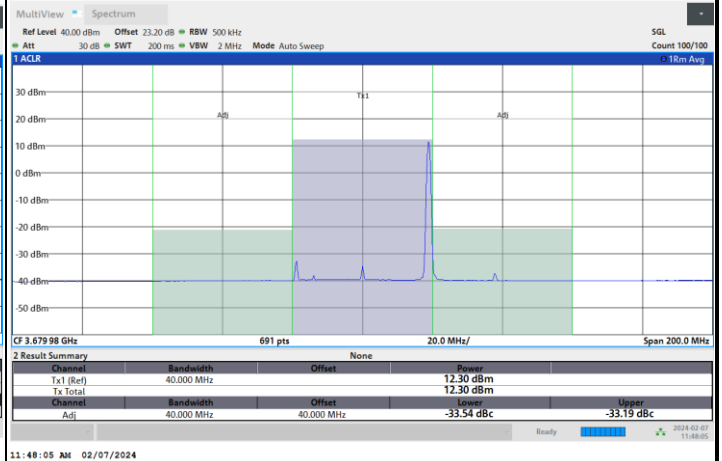 MultiView Spectrum
Ref Level 40.00 dBm Offset 23.20 dB RBW 500 kHz SGL
Att 30 dB SWT 200 ms VBW 2 MHz Mode Auto Sweep Count 100/100
1 ACLR 1Rm Avg
30 dBm
Tx1
20 dBm
Adj Adj
10 dBm
0 dBm
-10 dBm
-20 dBm
-30 dBm
-40 dBm
-50 dBm
CF 3.679 98 GHz 691 pts 20.0 MHz/ Span 200.0 MHz
2 Result Summary None
Channel Bandwidth Offset Power
Tx1 (Ref) 40.000 MHz 12.30 dBm
Tx Total 12.30 dBm
Channel Bandwidth Offset Lower Upper
Adj 40.000 MHz 40.000 MHz -33.54 dBc -33.19 dBc
Ready 2024-02-07
11:48:05
11:48:05 AM 02/07/2024